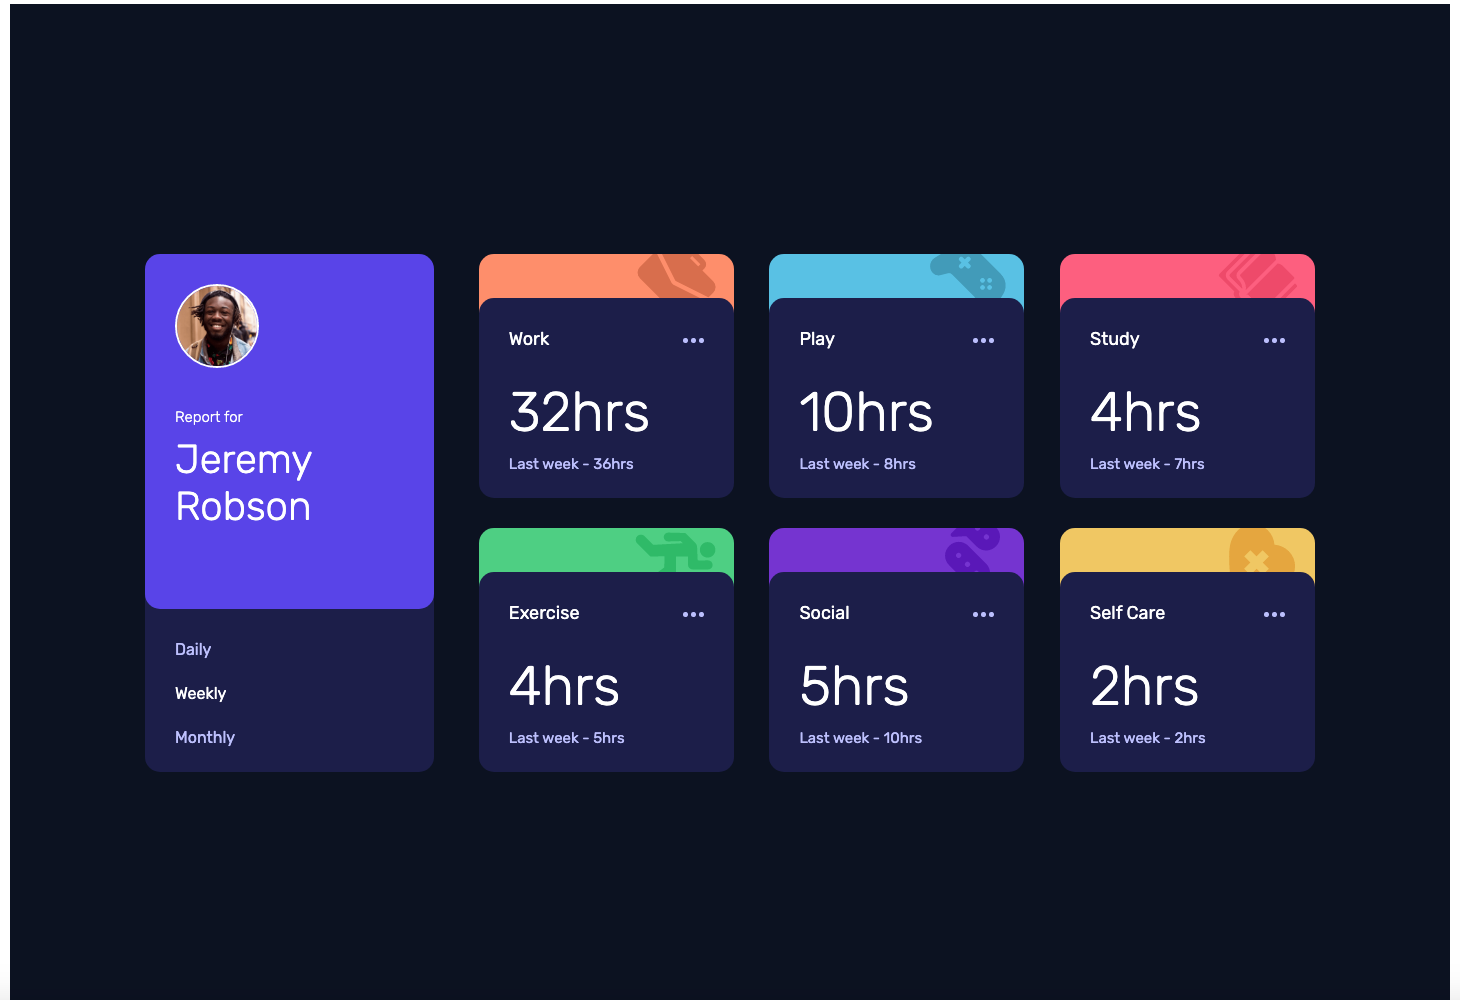 Report for
Jeremy
Robson
Daily
Weekly
Monthly
Work
32hrs
Last week - 36hrs
Play
10hrs
Last week - 8hrs
Study
4hrs
Last week - 7hrs
Exercise
4hrs
Last week - 5hrs
Social
5hrs
Last week - 10hrs
Self Care
2hrs
Last week - 2hrs